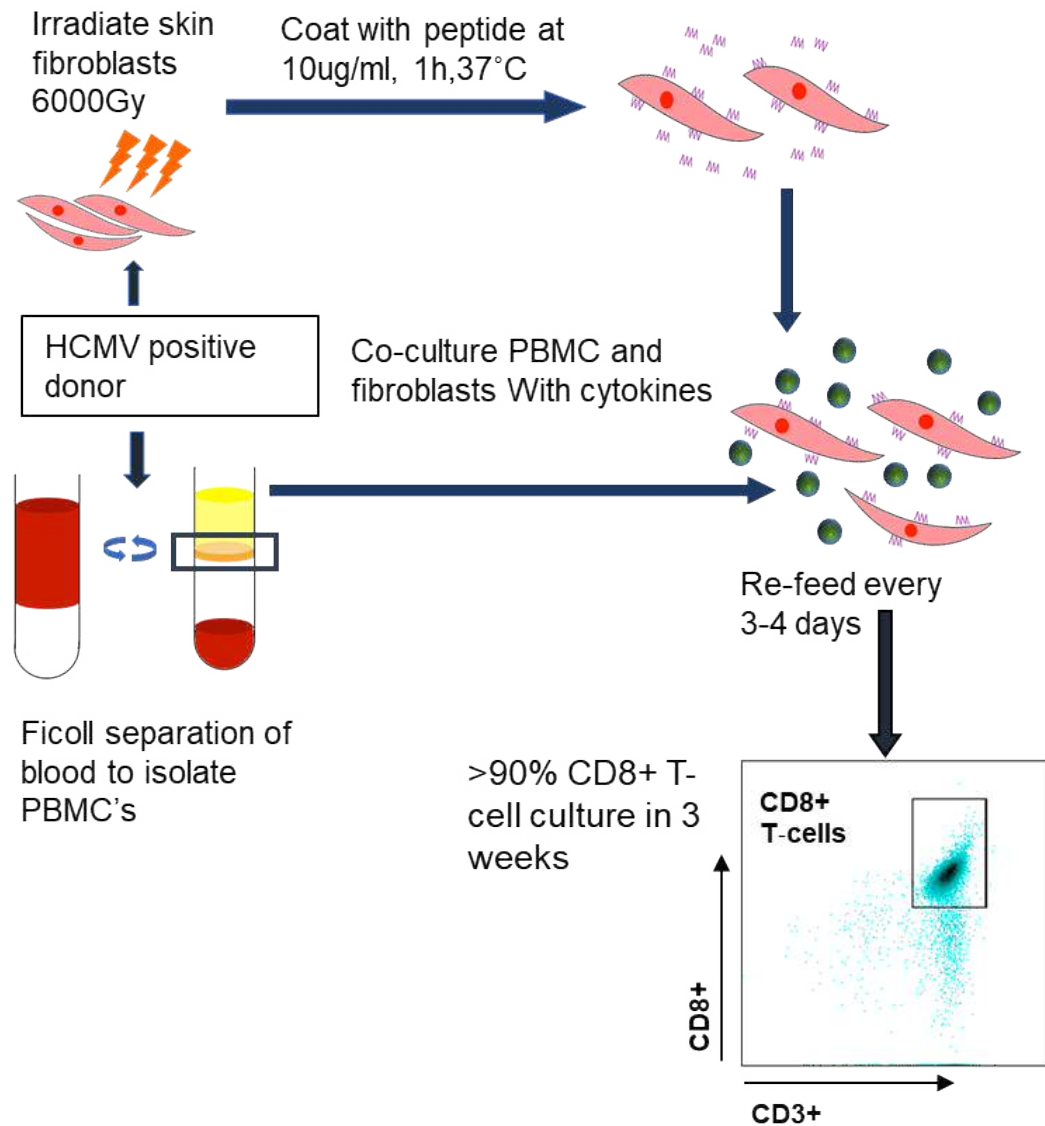 Irradiate skin
fibroblasts
6000Gy
Coat with peptide at
10ug/ml, 1h,37°C
HCMV positive
donor
Co-culture PBMC and
fibroblasts With cytokines
Re-feed every
3-4 days
Ficoll separation of
blood to isolate
PBMC's
>90% CD8+ T-
cell culture in 3
weeks
CD8+
T-cells
CD8+
CD3+